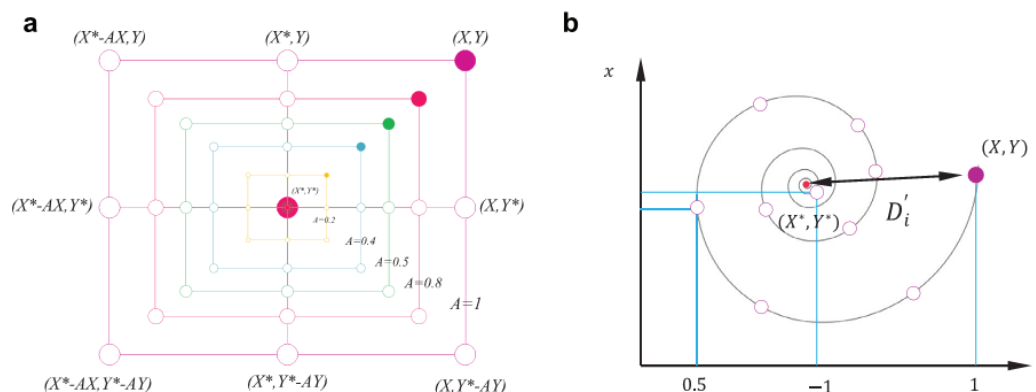 a
(X*-AX,Y)
(X*,Y)
(X,Y)
(X*-AX,Y*)
(X*,Y*)
(X,Y*)
A=0.2
A=0.4
A=0.5
A=0.8
A=1
(X*-AX,Y*-AY)
(X*,Y*-AY)
(X,Y*-AY)
b
x
(X,Y)
(X*,Y*)
D'i
0.5
−1
1